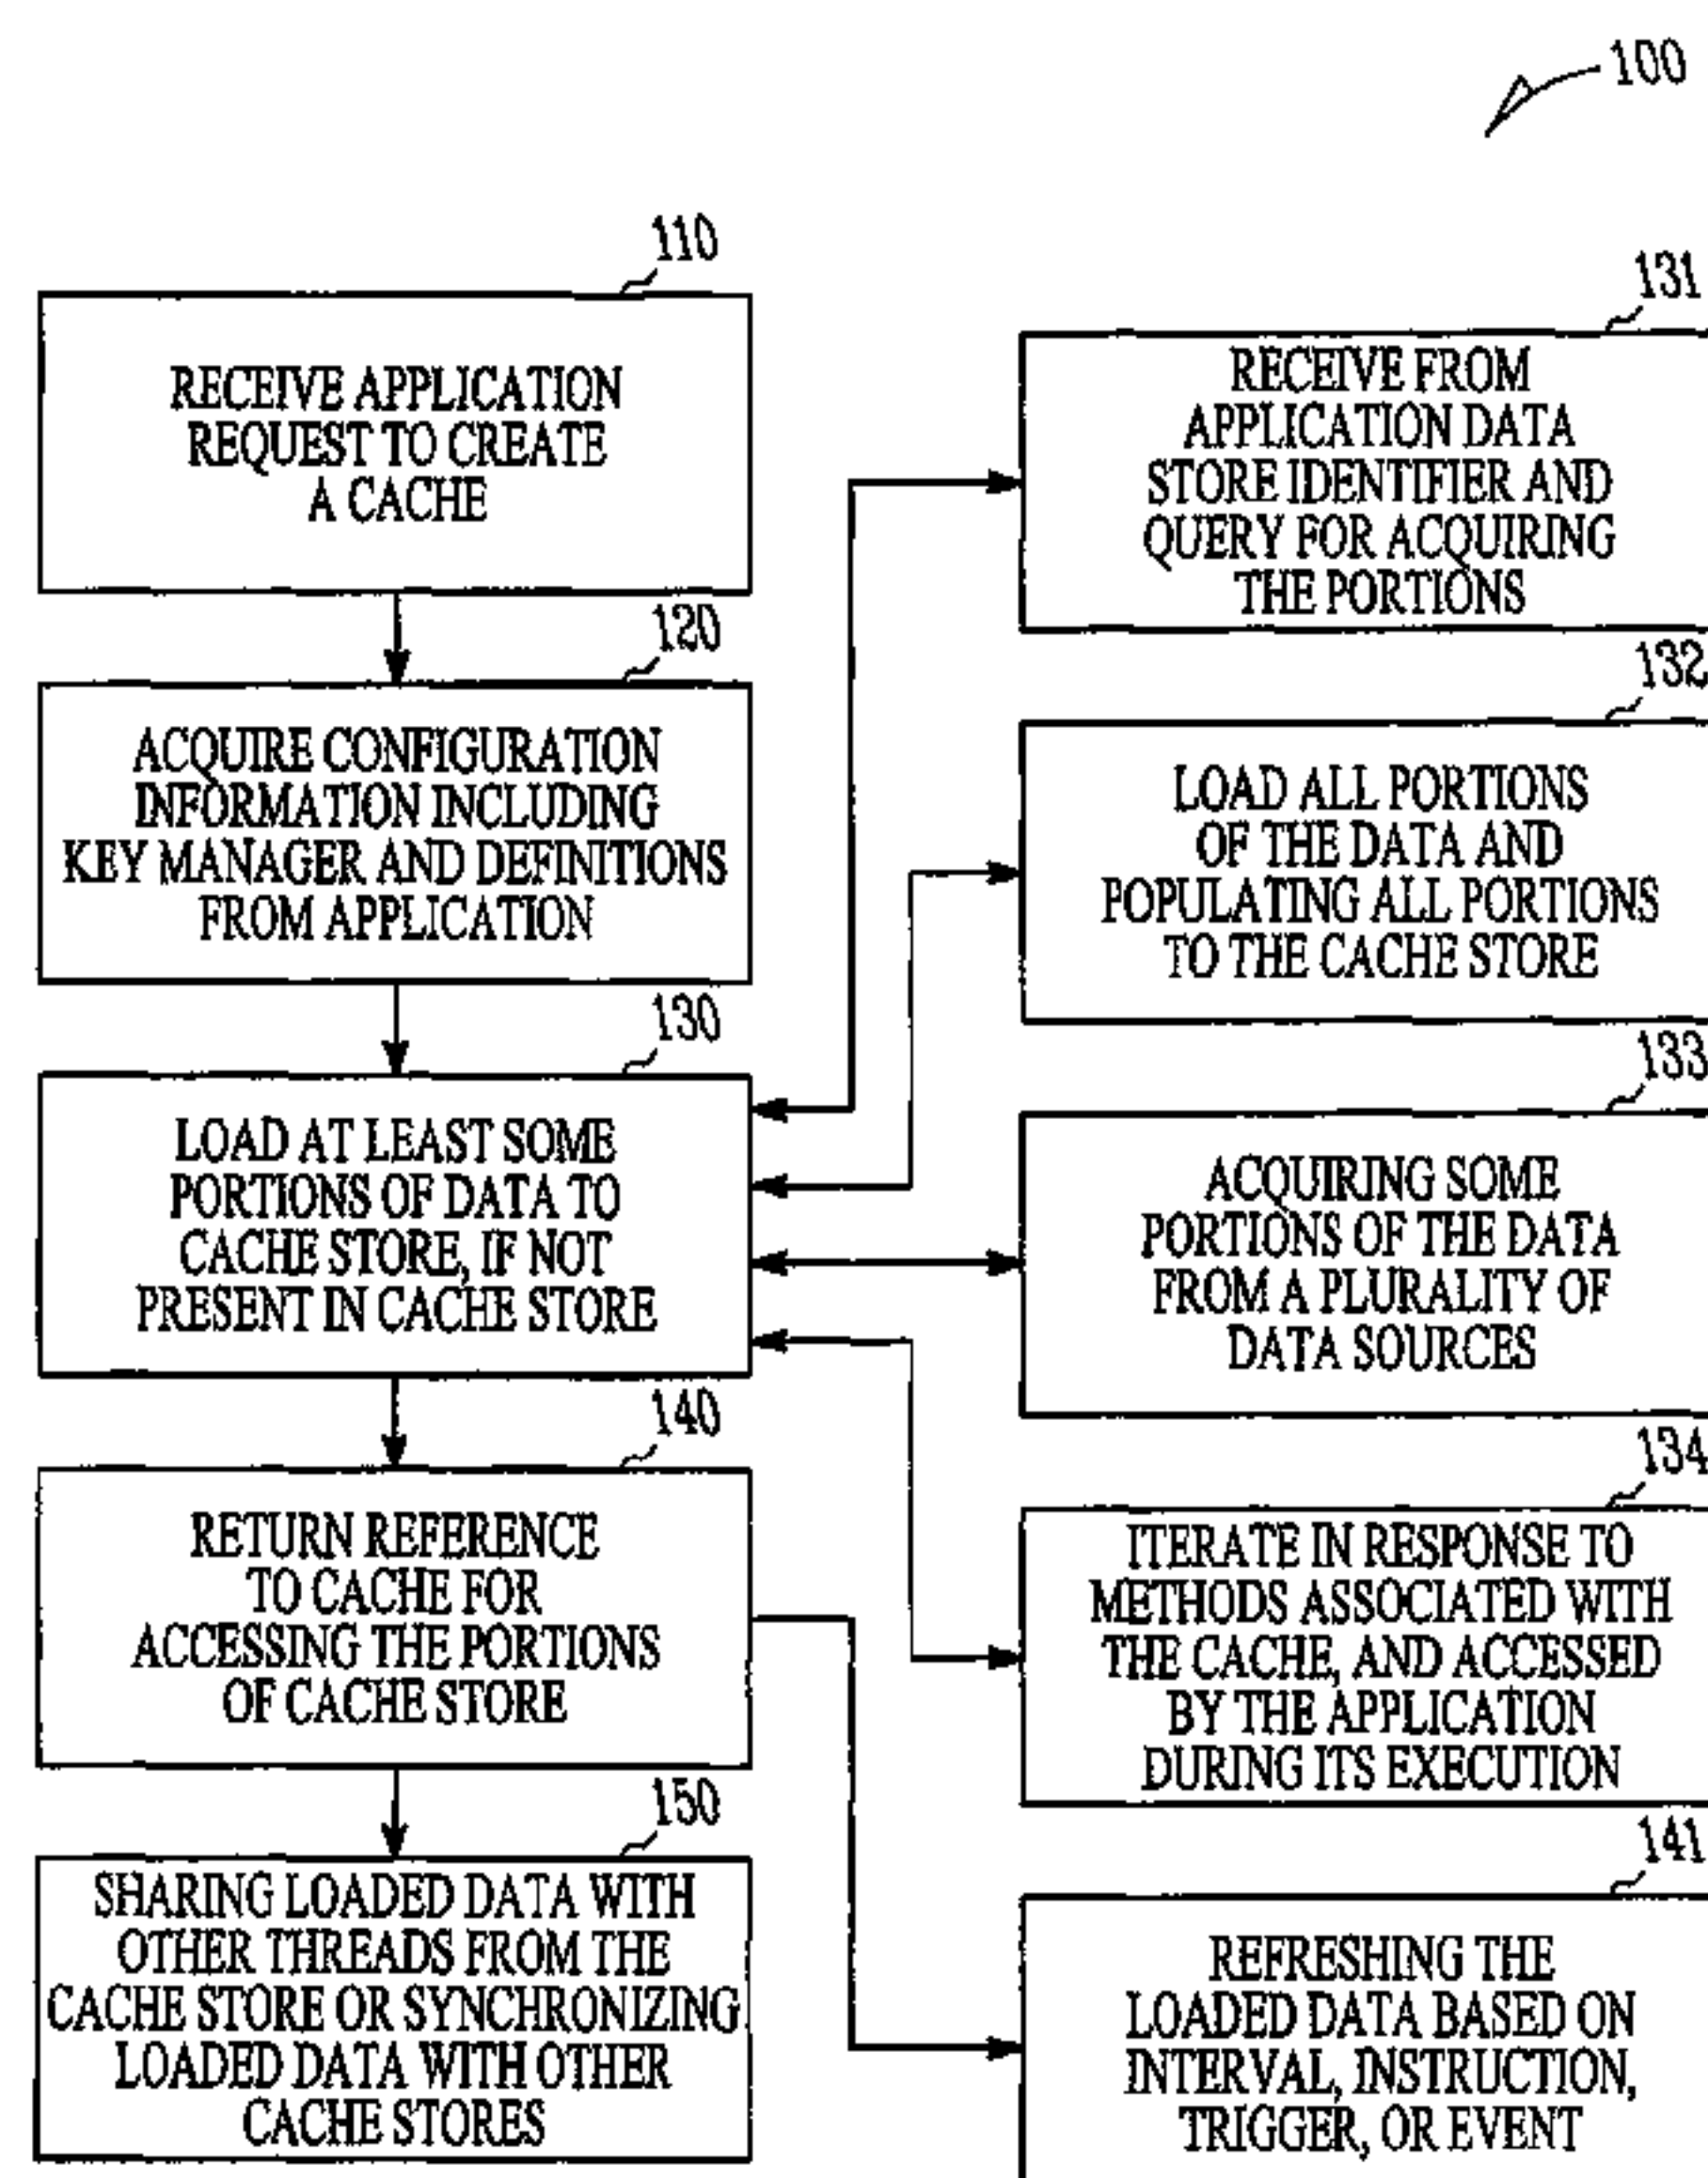 100
110
RECEIVE APPLICATION
REQUEST TO CREATE
A CACHE
120
ACQUIRE CONFIGURATION
INFORMATION INCLUDING
KEY MANAGER AND DEFINITIONS
FROM APPLICATION
130
LOAD AT LEAST SOME
PORTIONS OF DATA TO
CACHE STORE, IF NOT
PRESENT IN CACHE STORE
140
RETURN REFERENCE
TO CACHE FOR
ACCESSING THE PORTIONS
OF CACHE STORE
150
SHARING LOADED DATA WITH
OTHER THREADS FROM THE
CACHE STORE OR SYNCHRONIZING
LOADED DATA WITH OTHER
CACHE STORES
131
RECEIVE FROM
APPLICATION DATA
STORE IDENTIFIER AND
QUERY FOR ACQUIRING
THE PORTIONS
132
LOAD ALL PORTIONS
OF THE DATA AND
POPULATING ALL PORTIONS
TO THE CACHE STORE
133
ACQUIRING SOME
PORTIONS OF THE DATA
FROM A PLURALITY OF
DATA SOURCES
134
ITERATE IN RESPONSE TO
METHODS ASSOCIATED WITH
THE CACHE, AND ACCESSED
BY THE APPLICATION
DURING ITS EXECUTION
141
REFRESHING THE
LOADED DATA BASED ON
INTERVAL, INSTRUCTION,
TRIGGER, OR EVENT